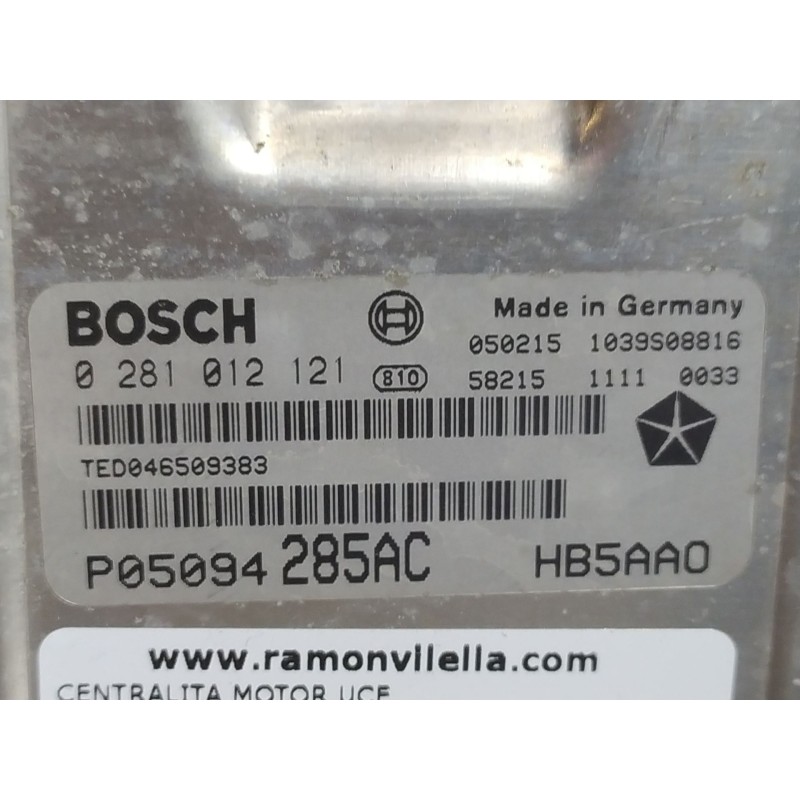 BOSCH
Made in Germany
050215 1039S08816
0 281 012 121 810 58215 1111 0033
TED046509383
P05094 285AC HB5AAO
www.ramonvilella.com
CENTRALITA MOTOR UCE